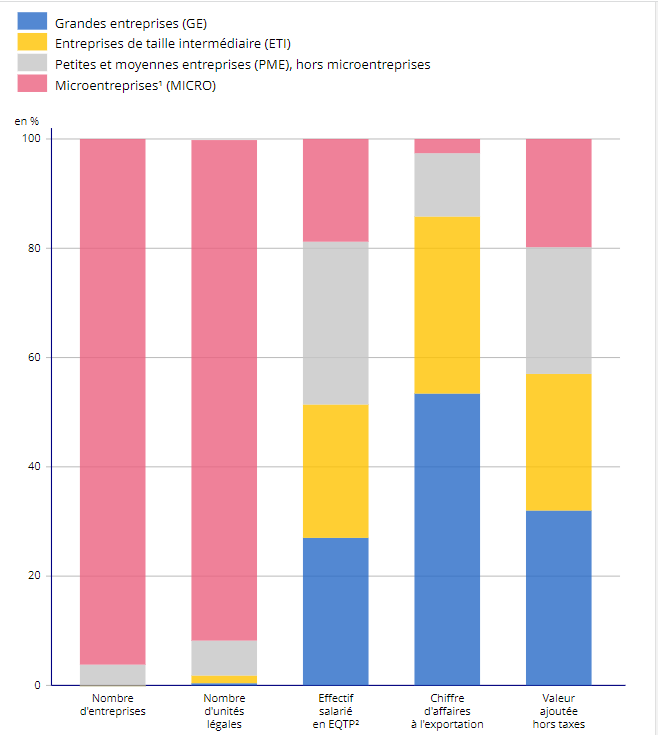 Grandes entreprises (GE)
Entreprises de taille intermédiaire (ETI)
Petites et moyennes entreprises (PME), hors microentreprises
Microentreprises¹ (MICRO)
en %
100
80
60
40
20
0
Nombre
d'entreprises
Nombre
d'unités
légales
Effectif
salarié
en EQTP²
Chiffre
d'affaires
à l'exportation
Valeur
ajoutée
hors taxes